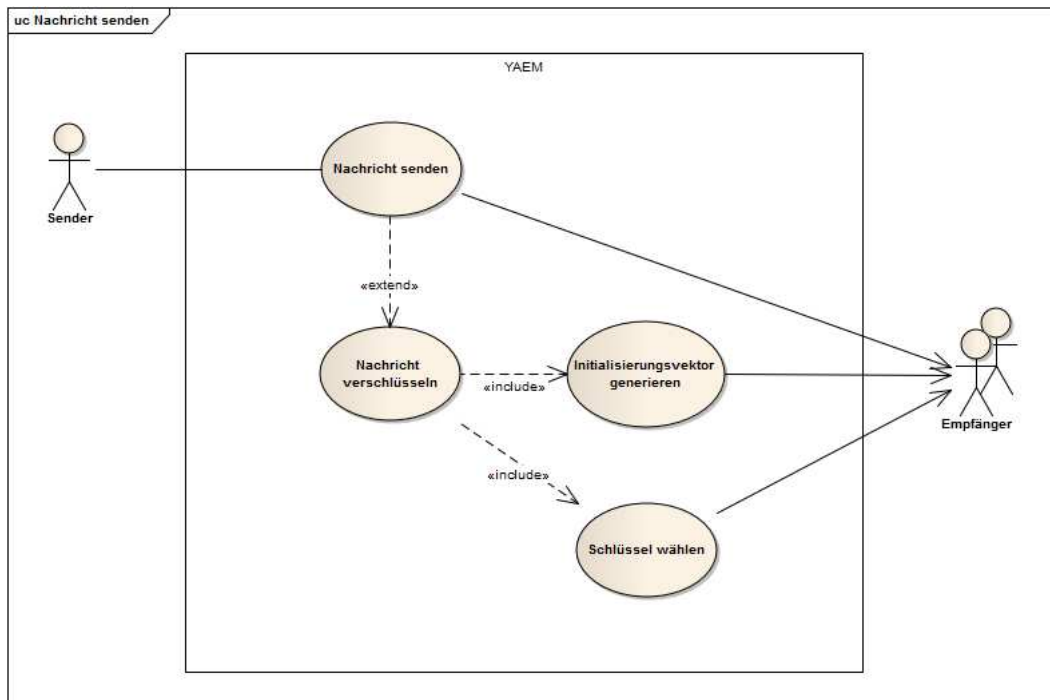 uc Nachricht senden
YAEM
Nachricht senden
Sender
«extend»
Nachricht
verschlüsseln
«include»
Initialisierungsvektor
generieren
Empfänger
«include»
Schlüssel wählen